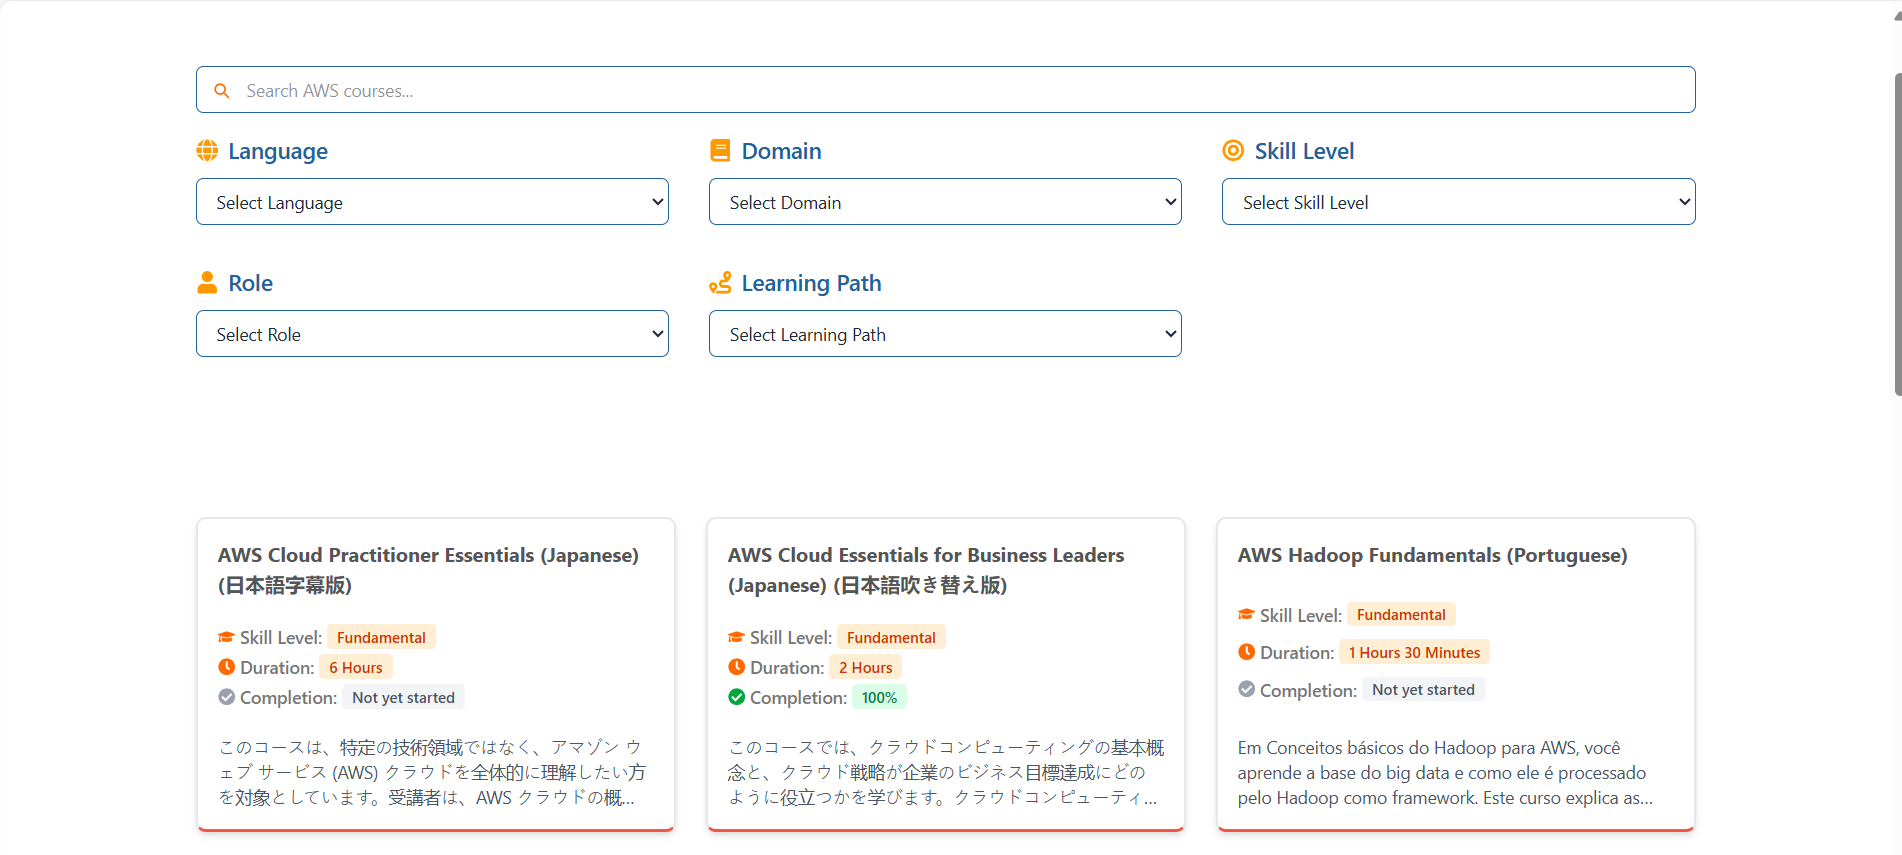 Search AWS courses...
Language
Domain
Skill Level
Select Language
Select Domain
Select Skill Level
Role
Learning Path
Select Role
Select Learning Path
AWS Cloud Practitioner Essentials (Japanese)
(日本語字幕版)
Skill Level: Fundamental
Duration: 6 Hours
Completion: Not yet started
このコースは、特定の技術領域ではなく、アマゾン ウ
ェブ サービス (AWS) クラウドを全体的に理解したい方
を対象としています。受講者は、AWS クラウドの概...
AWS Cloud Essentials for Business Leaders
(Japanese) (日本語吹き替え版)
Skill Level: Fundamental
Duration: 2 Hours
Completion: 100%
このコースでは、クラウドコンピューティングの基本概
念と、クラウド戦略が企業のビジネス目標達成にどの
ように役立つかを学びます。クラウドコンピューティ...
AWS Hadoop Fundamentals (Portuguese)
Skill Level: Fundamental
Duration: 1 Hours 30 Minutes
Completion: Not yet started
Em Conceitos básicos do Hadoop para AWS, você
aprende a base do big data e como ele é processado
pelo Hadoop como framework. Este curso explica as...